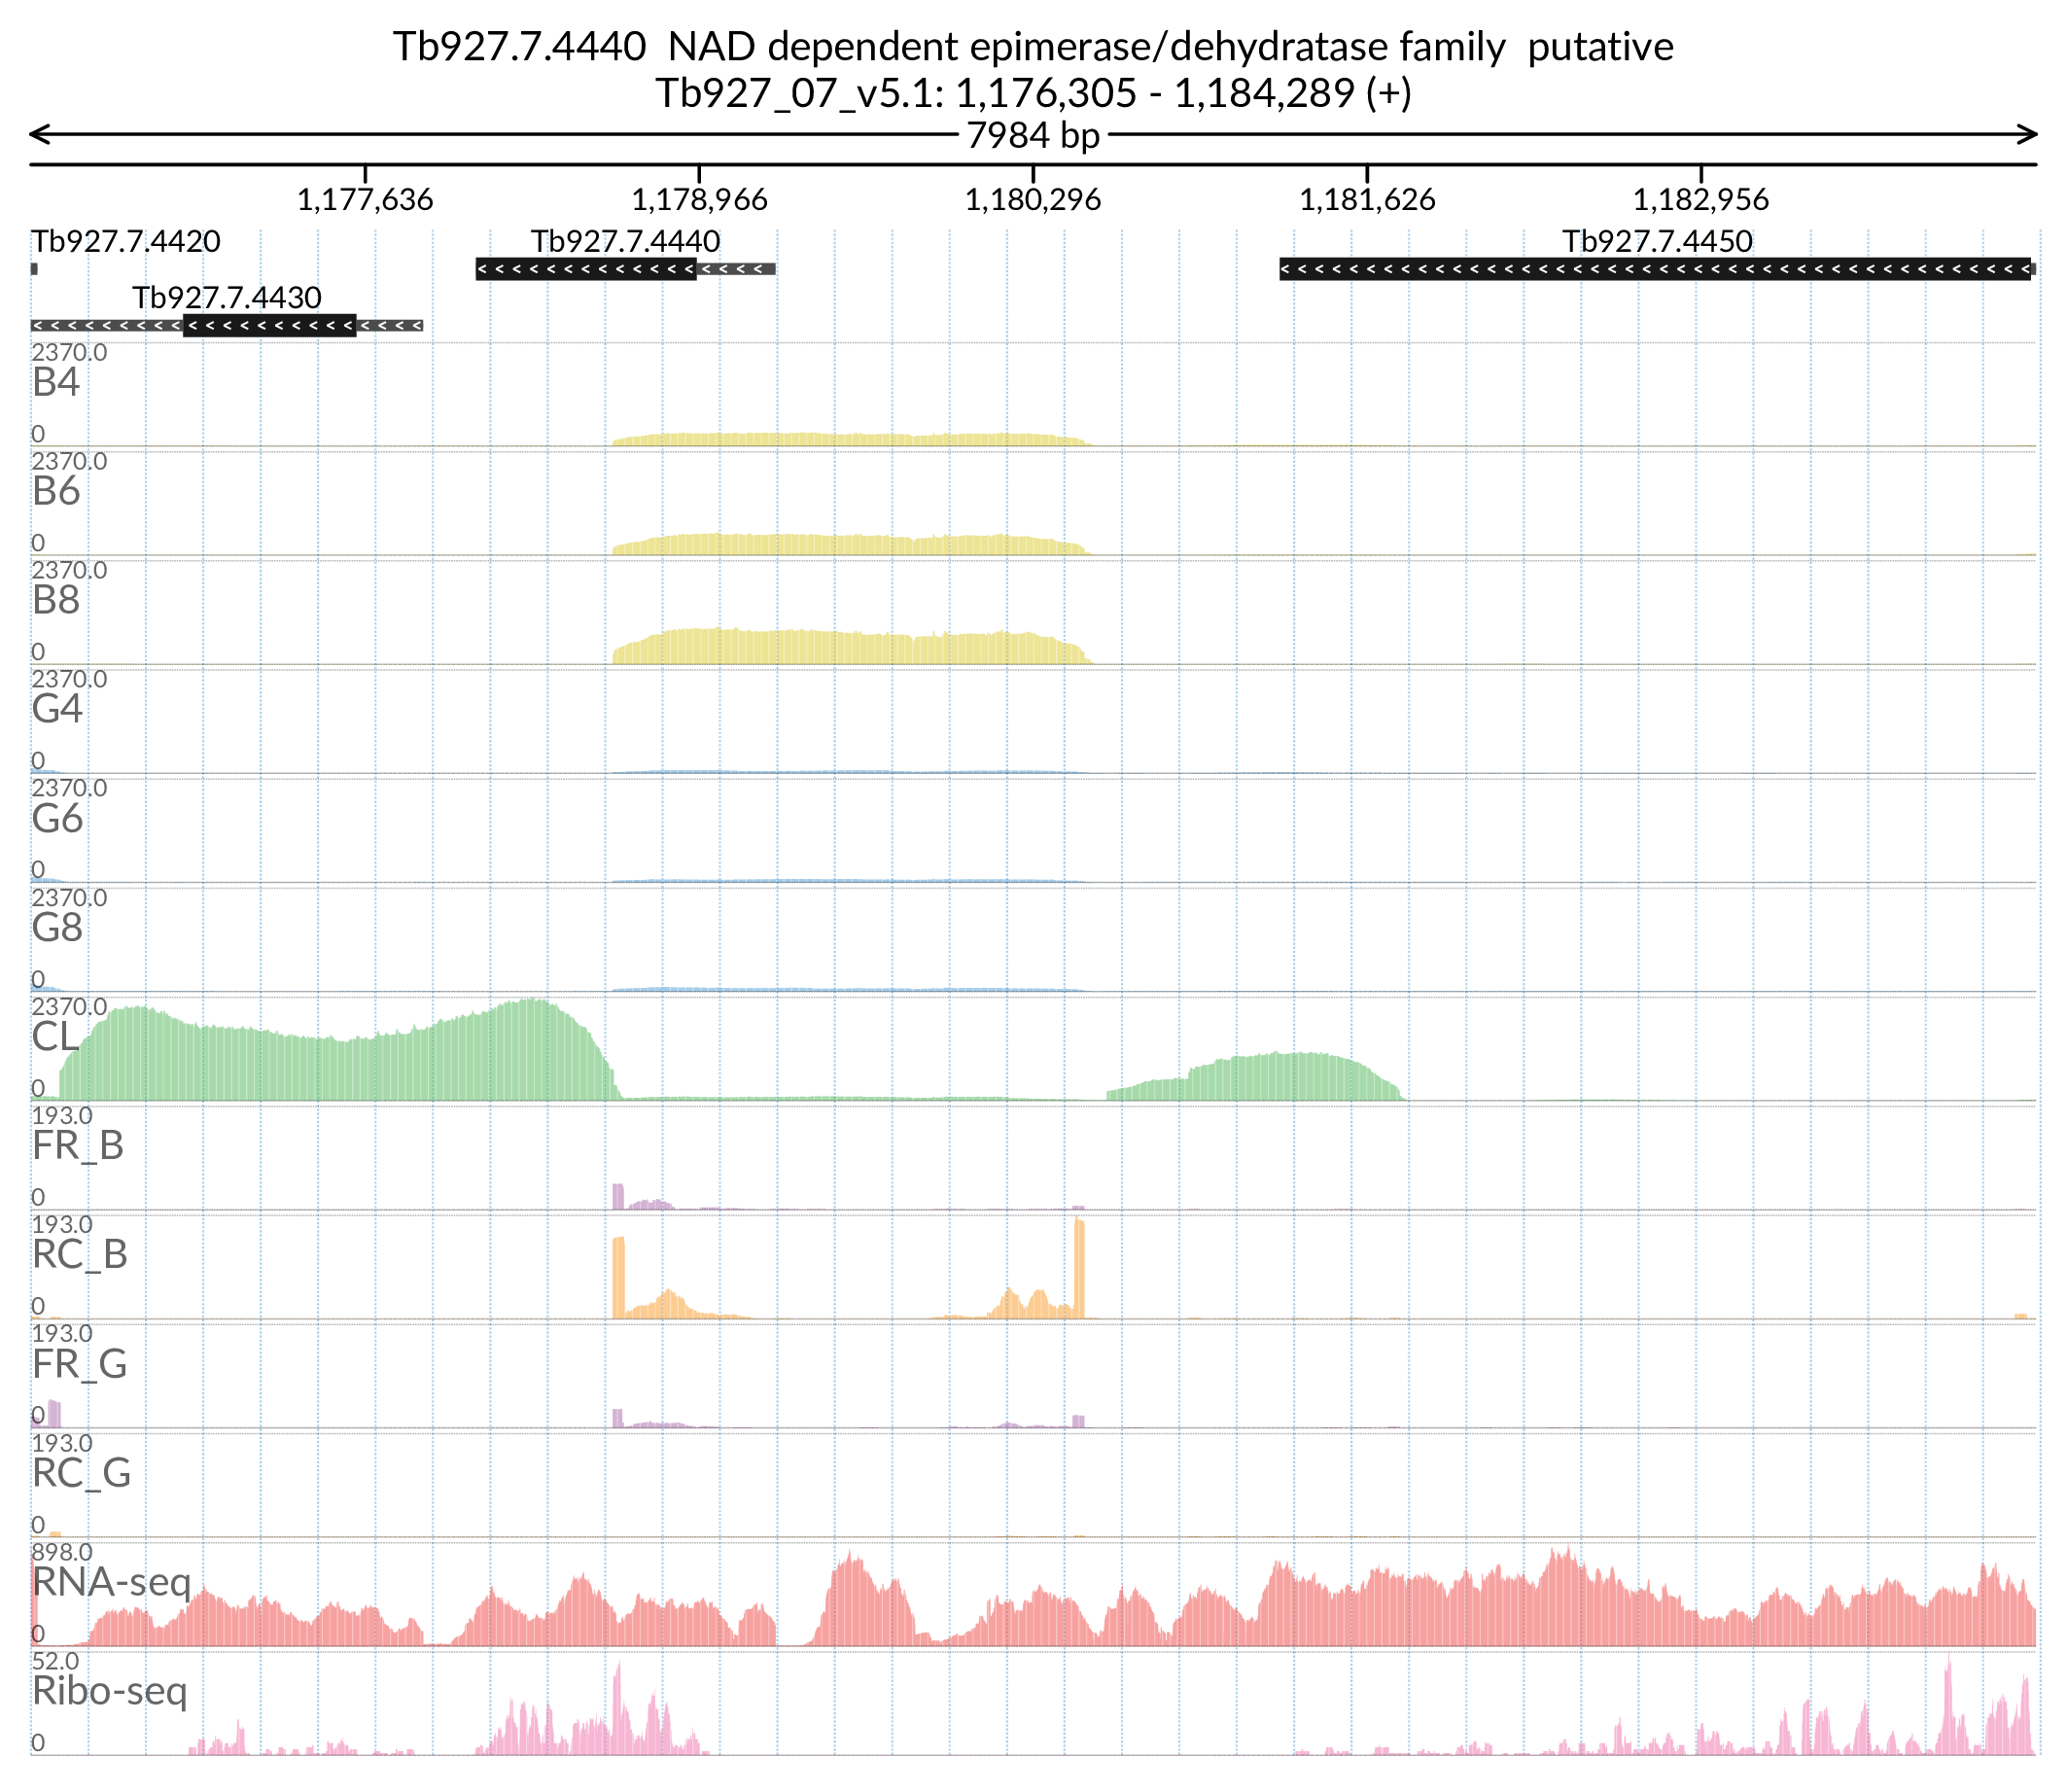 Tb927.7.4440  NAD dependent epimerase/dehydratase family  putative
Tb927_07_v5.1: 1,176,305 - 1,184,289 (+)
7984 bp
1,177,636 1,178,966 1,180,296 1,181,626 1,182,956
Tb927.7.4420 Tb927.7.4440 Tb927.7.4450
Tb927.7.4430
2370.0
B4
0
2370.0
B6
0
2370.0
B8
0
2370.0
G4
0
2370.0
G6
0
2370.0
G8
0
2370.0
CL
0
193.0
FR_B
0
193.0
RC_B
0
193.0
FR_G
0
193.0
RC_G
0
898.0
RNA-seq
0
52.0
Ribo-seq
0